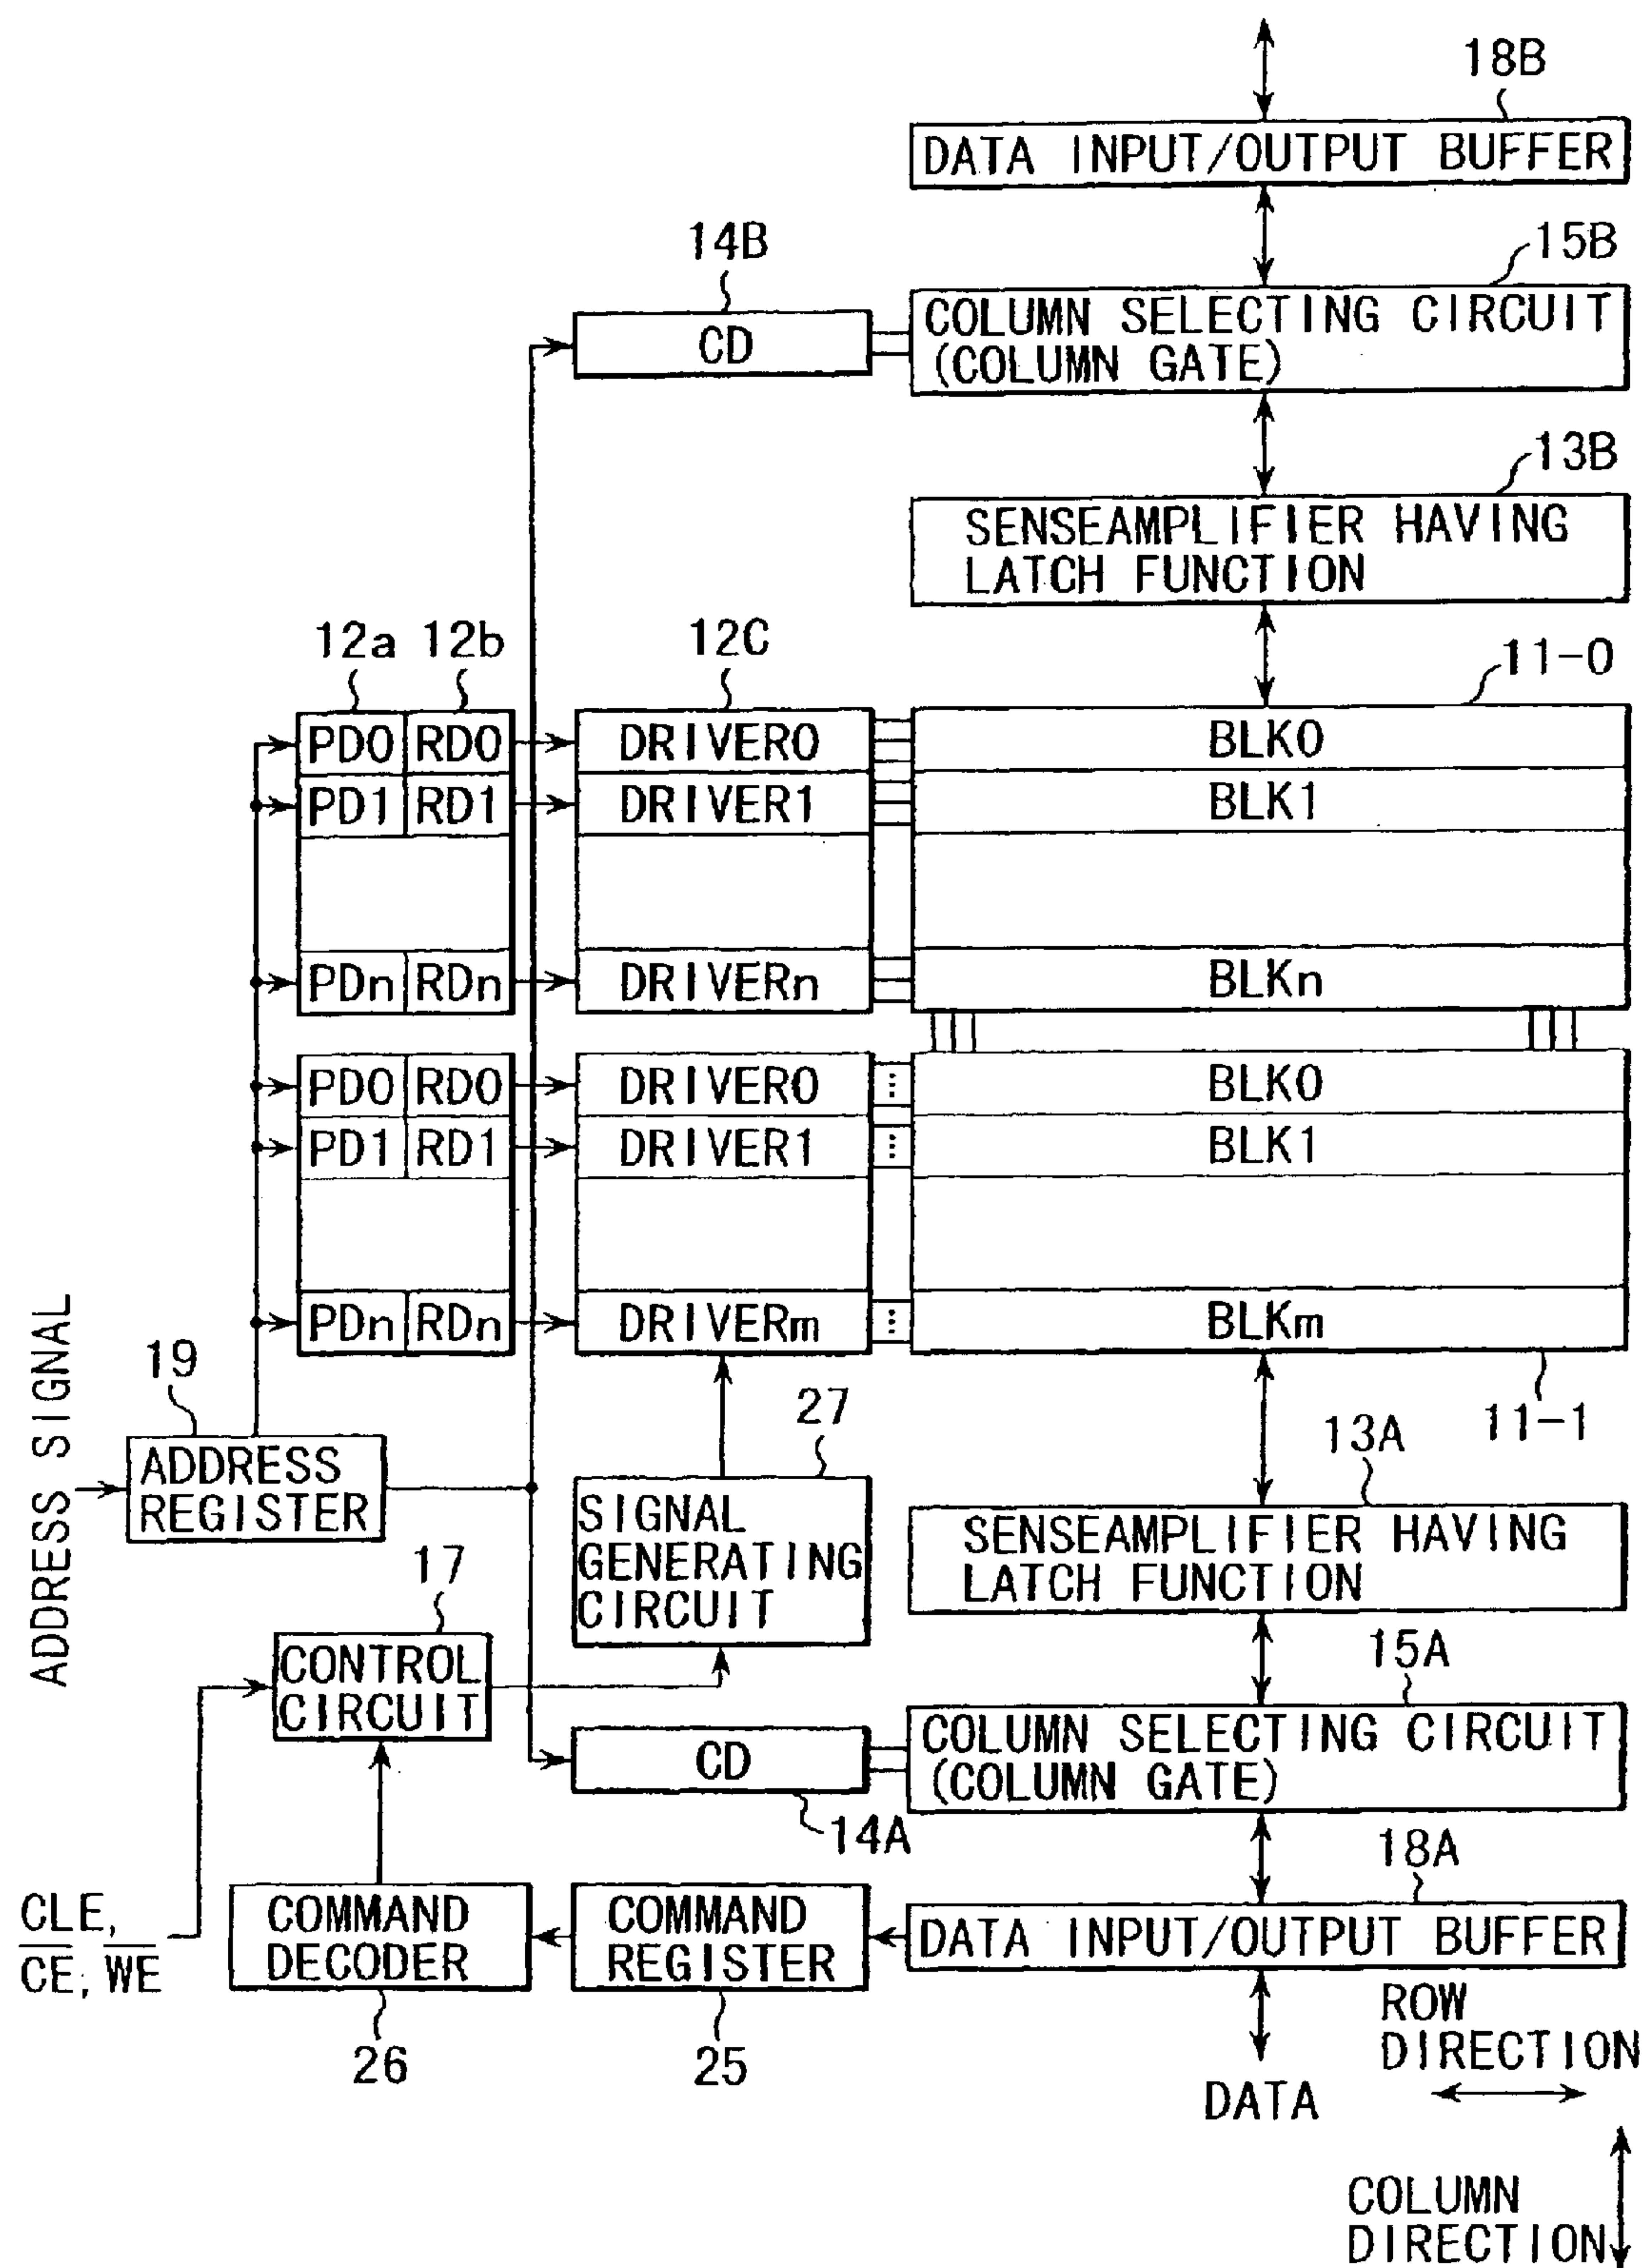 18B
DATA INPUT/OUTPUT BUFFER
14B
15B
CD
COLUMN SELECTING CIRCUIT
(COLUMN GATE)
13B
SENSEAMPLIFIER HAVING
LATCH FUNCTION
12a 12b 12C 11-0
PD0 RD0 DRIVER0 BLK0
PD1 RD1 DRIVER1 BLK1
PDn RDn DRIVERn BLKn
PD0 RD0 DRIVER0 ... BLK0
PD1 RD1 DRIVER1 ... BLK1
PDn RDn DRIVERm ... BLKm
ADDRESS SIGNAL
19
27
13A
11-1
ADDRESS
REGISTER
SIGNAL
GENERATING
CIRCUIT
SENSEAMPLIFIER HAVING
LATCH FUNCTION
17
CONTROL
CIRCUIT
15A
CD
COLUMN SELECTING CIRCUIT
(COLUMN GATE)
14A
18A
CLE,
C̅E̅, W̅E̅
COMMAND
DECODER
COMMAND
REGISTER
DATA INPUT/OUTPUT BUFFER
26
25
DATA
ROW
DIRECTION
COLUMN
DIRECTION